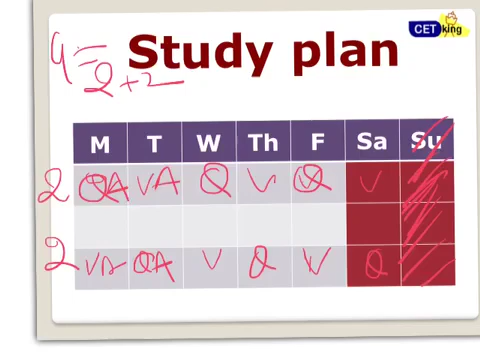 CET king
Study plan
4 = 2 + 2
M T W Th F Sa Su
2 QA VA Q V Q V
2 VA QA V Q V Q